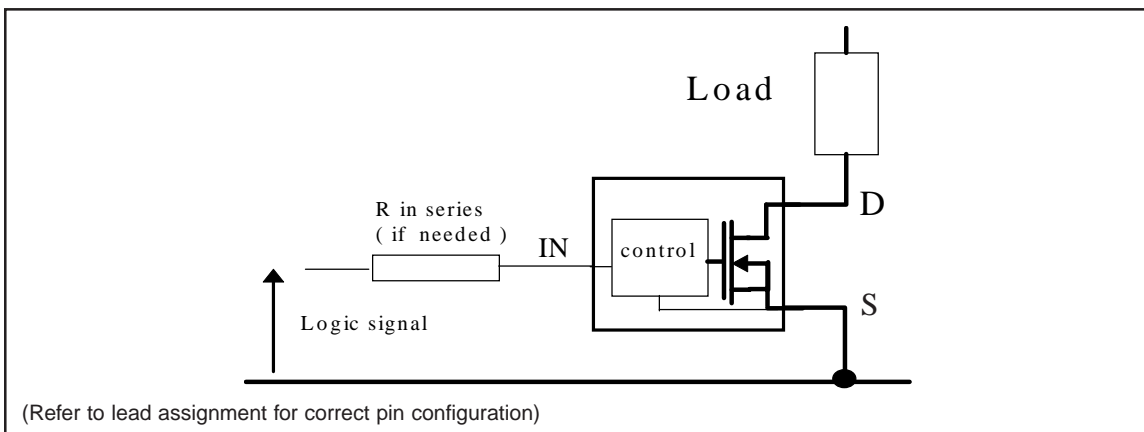 Load
D
R in series
( if needed )
IN
control
S
Logic signal
(Refer to lead assignment for correct pin configuration)